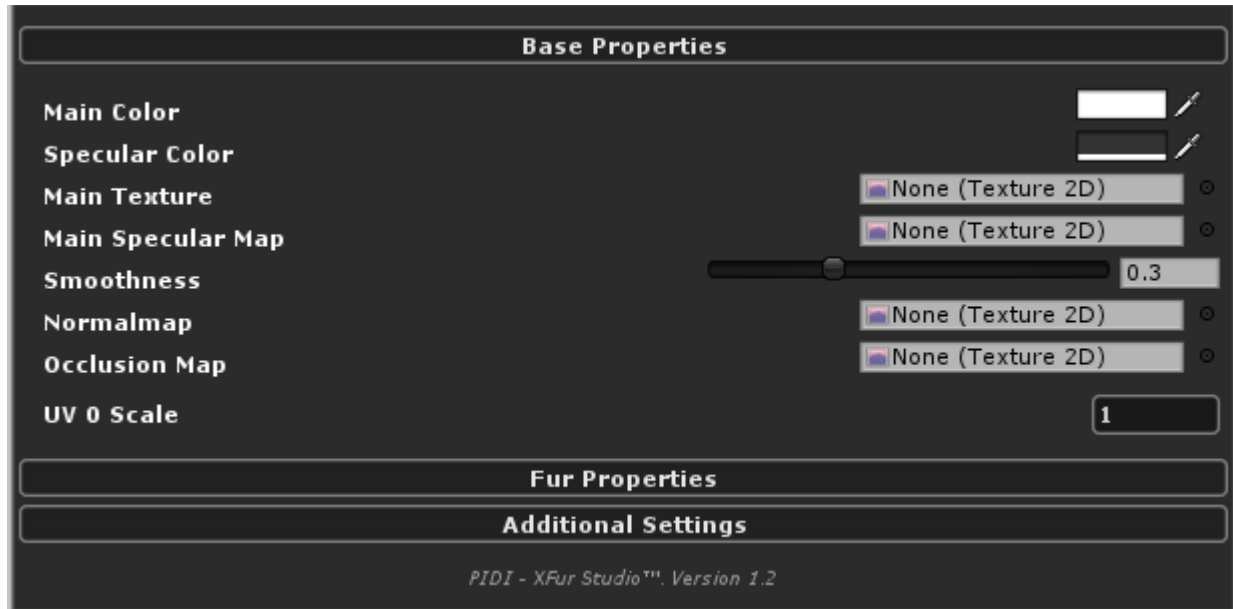 Base Properties
Main Color
Specular Color
Main Texture None (Texture 2D)
Main Specular Map None (Texture 2D)
Smoothness 0.3
Normalmap None (Texture 2D)
Occlusion Map None (Texture 2D)
UV 0 Scale 1
Fur Properties
Additional Settings
PIDI - XFur Studio™. Version 1.2